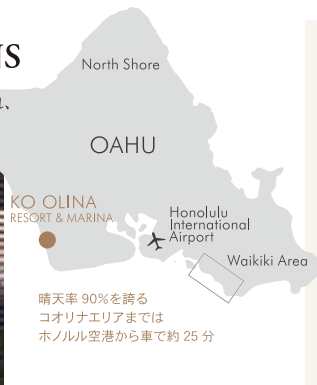 NS
North Shore
OAHU
KO OLINA
RESORT & MARINA
Honolulu
International
Airport
Waikiki Area
晴天率 90%を誇る
コオリナエリアまでは
ホノルル空港から車で約 25 分